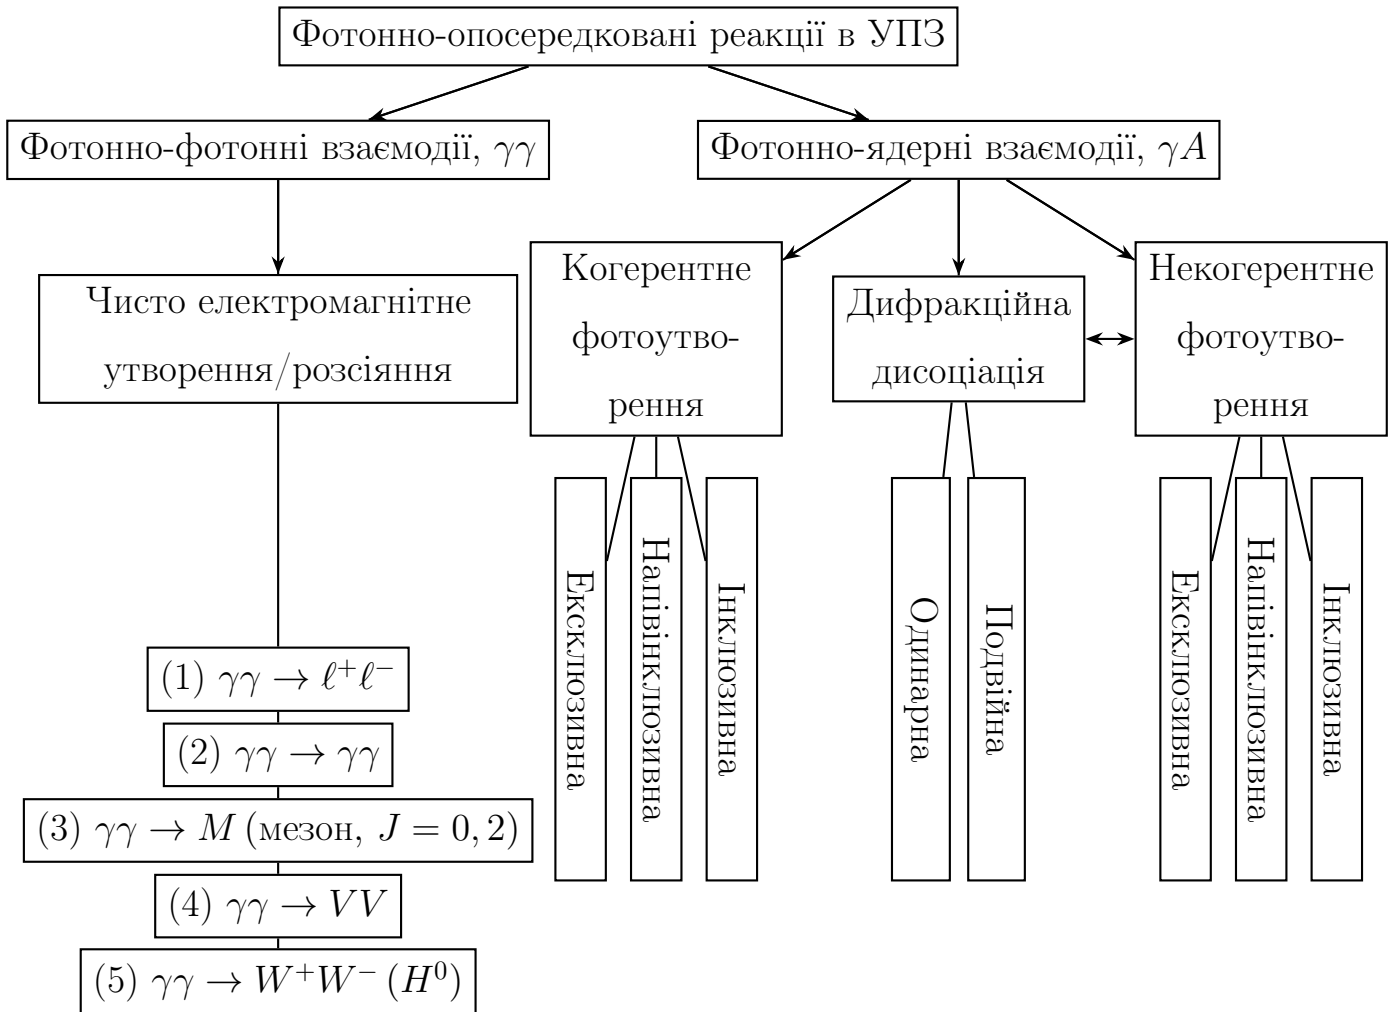 Фотонно-опосередковані реакції в УПЗ
Фотонно-фотонні взаємодії, γγ
Фотонно-ядерні взаємодії, γA
Чисто електромагнітне
утворення/розсіяння
Когерентне
фотоутво-
рення
Дифракційна
дисоціація
Некогерентне
фотоутво-
рення
(1) γγ → ℓ⁺ℓ⁻
(2) γγ → γγ
(3) γγ → M (мезон, J = 0, 2)
(4) γγ → VV
(5) γγ → W⁺W⁻ (H⁰)
Ексклюзивна
Напівінклюзивна
Інклюзивна
Одинарна
Подвійна
Ексклюзивна
Напівінклюзивна
Інклюзивна